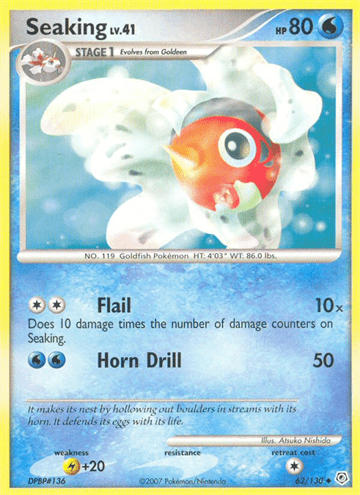 Seaking LV.41 HP 80
STAGE 1 Evolves from Goldeen
NO. 119 Goldfish Pokémon HT: 4'03" WT: 86.0 lbs.
Flail 10x
Does 10 damage times the number of damage counters on
Seaking.
Horn Drill 50
It makes its nest by hollowing out boulders in streams with its
horn. It defends its eggs with its life.
Illus. Atsuko Nishida
weakness resistance retreat cost
+20
DPBP#136 ©2007 Pokémon/Nintendo 62/130